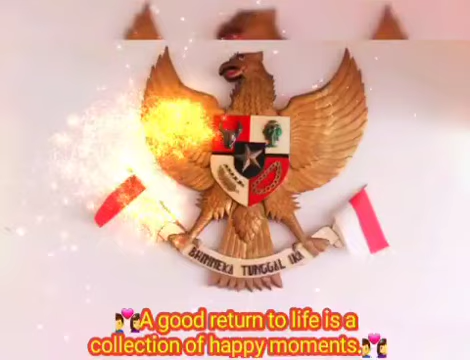 BHINNEKA TUNGGAL IKA
👩‍❤️‍👨A good return to life is a
collection of happy moments.👩‍❤️‍👨